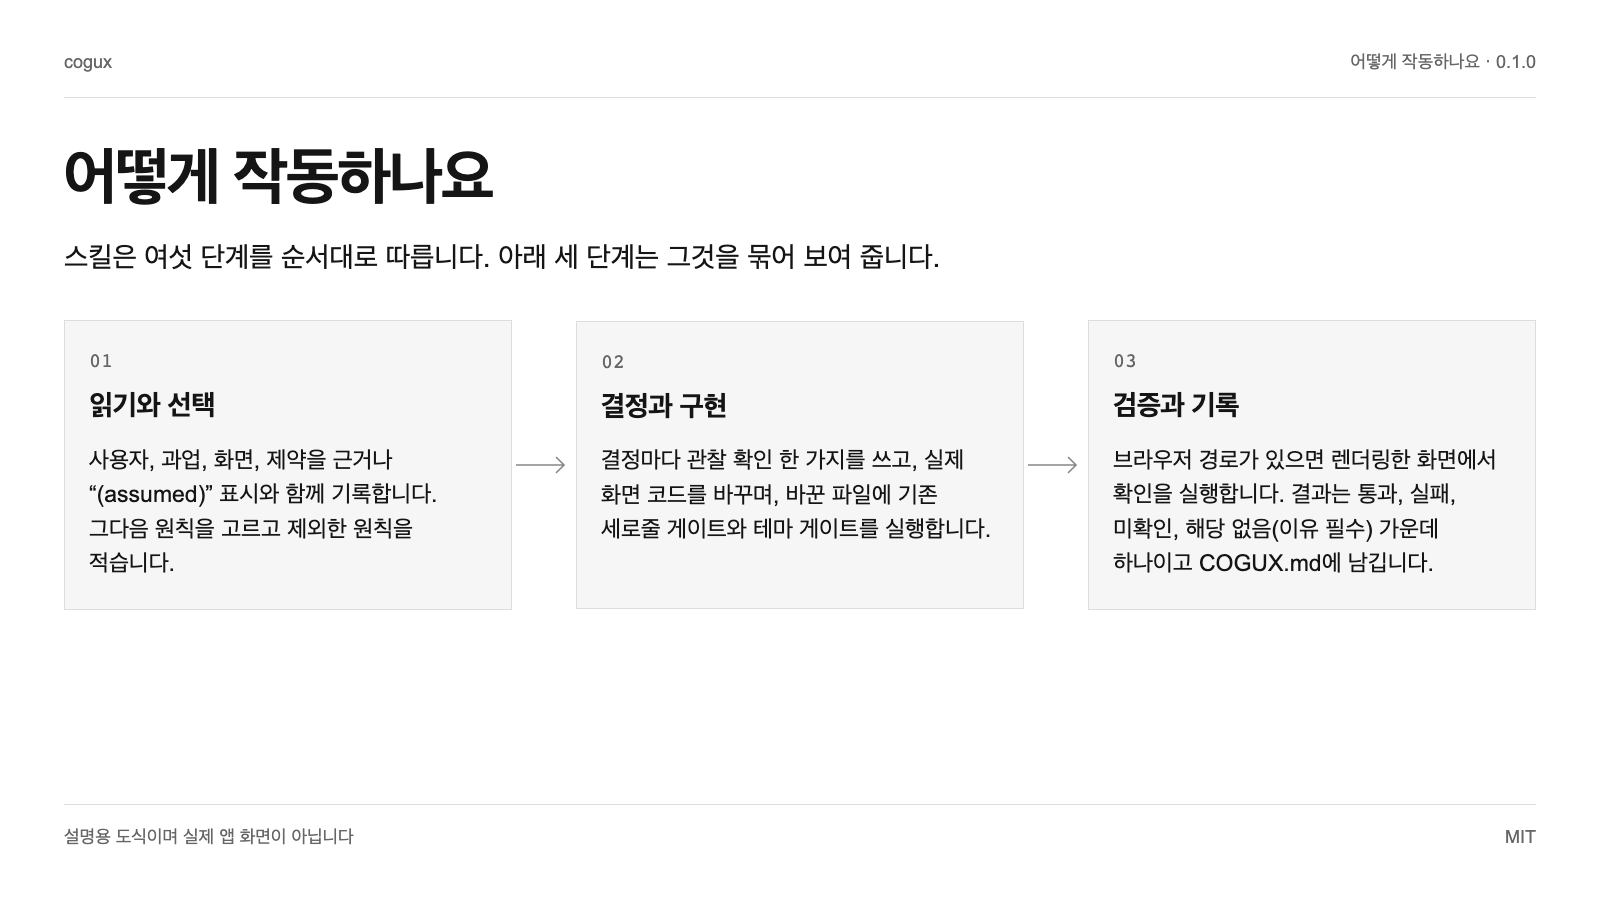 cogux
어떻게 작동하나요 · 0.1.0
어떻게 작동하나요
스킬은 여섯 단계를 순서대로 따릅니다. 아래 세 단계는 그것을 묶어 보여 줍니다.
01
읽기와 선택
사용자, 과업, 화면, 제약을 근거나
“(assumed)” 표시와 함께 기록합니다.
그다음 원칙을 고르고 제외한 원칙을
적습니다.
02
결정과 구현
결정마다 관찰 확인 한 가지를 쓰고, 실제
화면 코드를 바꾸며, 바꾼 파일에 기존
세로줄 게이트와 테마 게이트를 실행합니다.
03
검증과 기록
브라우저 경로가 있으면 렌더링한 화면에서
확인을 실행합니다. 결과는 통과, 실패,
미확인, 해당 없음(이유 필수) 가운데
하나이고 COGUX.md에 남깁니다.
설명용 도식이며 실제 앱 화면이 아닙니다
MIT